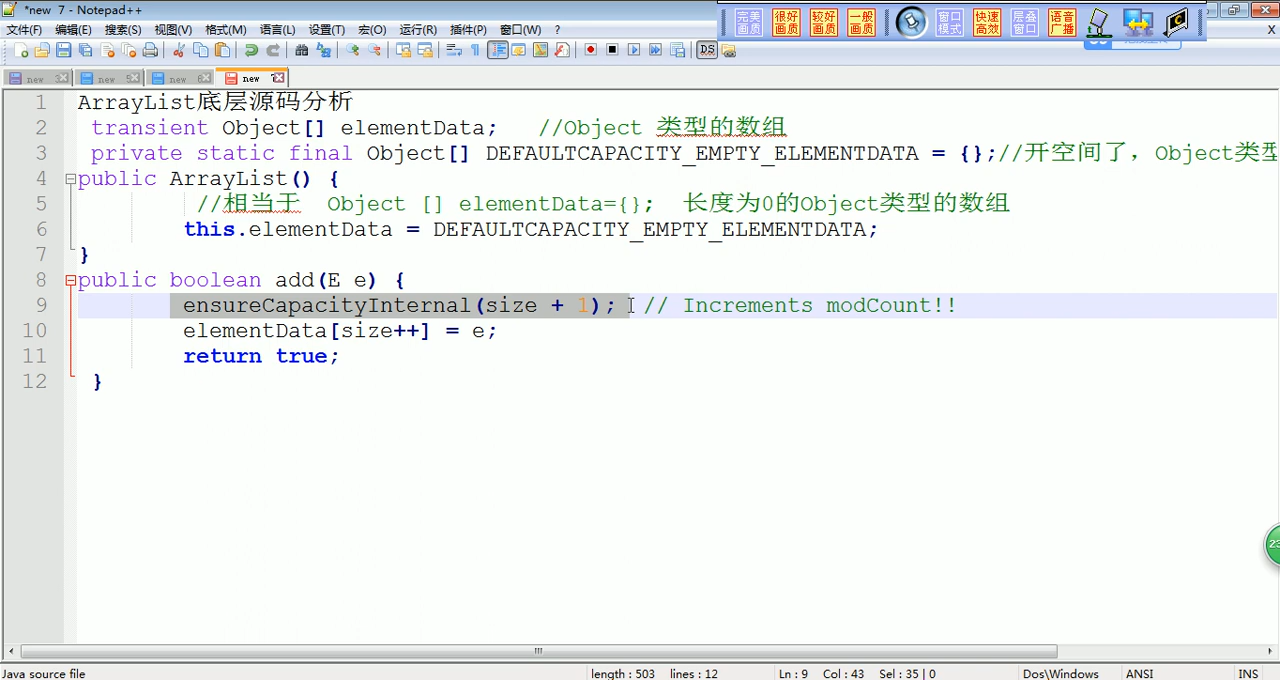 *new  7 - Notepad++
文件(F) 编辑(E) 搜索(S) 视图(V) 格式(M) 语言(L) 设置(T) 宏(O) 运行(R) 插件(P) 窗口(W) ? X
完美画质 很好画质 较好画质 一般画质 窗口模式 快速高效 层叠窗口 语音广播
new new new new
1 ArrayList底层源码分析
2 transient Object[] elementData;   //Object 类型的数组
3 private static final Object[] DEFAULTCAPACITY_EMPTY_ELEMENTDATA = {};//开空间了，Object类型
4 public ArrayList() {
5 //相当于  Object [] elementData={};  长度为0的Object类型的数组
6 this.elementData = DEFAULTCAPACITY_EMPTY_ELEMENTDATA;
7 }
8 public boolean add(E e) {
9 ensureCapacityInternal(size + 1);  // Increments modCount!!
10 elementData[size++] = e;
11 return true;
12 }
23
Java source file length : 503 lines : 12 Ln : 9 Col : 43 Sel : 35 | 0 Dos\Windows ANSI INS